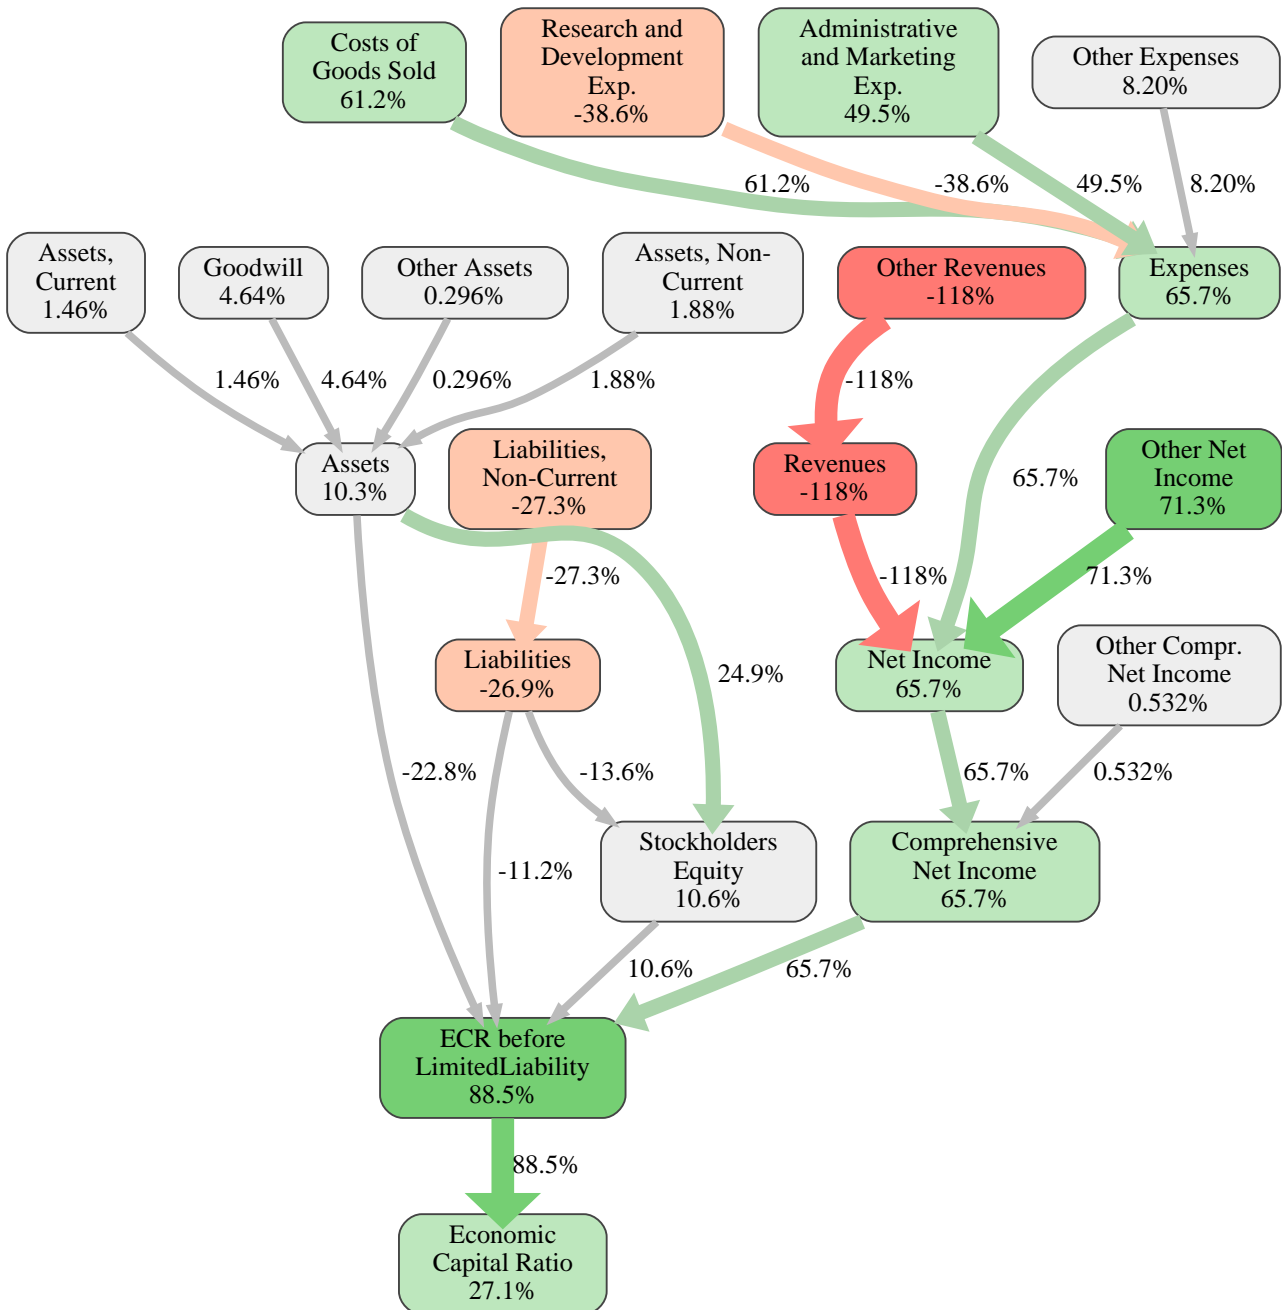 Costs of
Goods Sold
61.2%
Research and
Development
Exp.
-38.6%
Administrative
and Marketing
Exp.
49.5%
Other Expenses
8.20%
61.2%
-38.6%
49.5%
8.20%
Assets,
Current
1.46%
Goodwill
4.64%
Other Assets
0.296%
Assets, Non-
Current
1.88%
Other Revenues
-118%
Expenses
65.7%
1.46%
4.64%
0.296%
1.88%
-118%
Assets
10.3%
Liabilities,
Non-Current
-27.3%
Revenues
-118%
65.7%
Other Net
Income
71.3%
-27.3%
-118%
71.3%
Liabilities
-26.9%
24.9%
Net Income
65.7%
Other Compr.
Net Income
0.532%
-22.8%
-13.6%
65.7%
0.532%
-11.2%
Stockholders
Equity
10.6%
Comprehensive
Net Income
65.7%
10.6%
65.7%
ECR before
LimitedLiability
88.5%
88.5%
Economic
Capital Ratio
27.1%